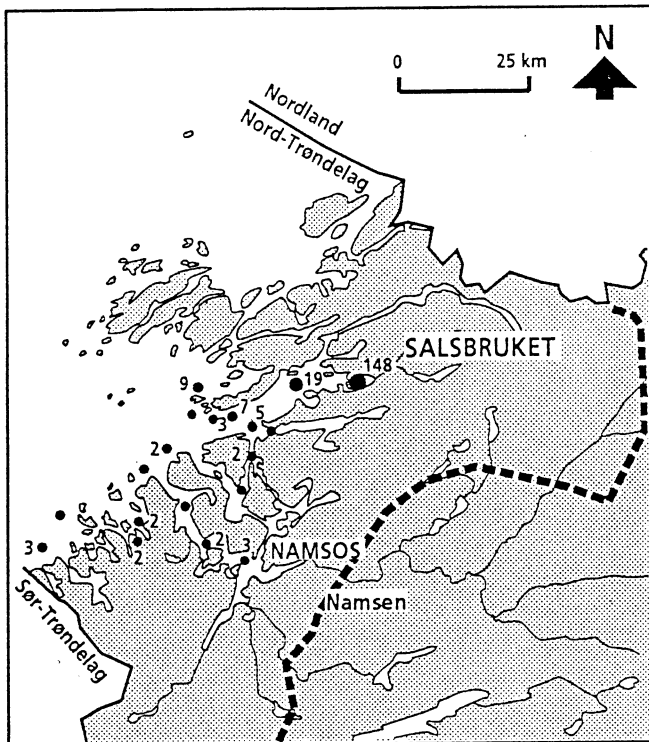 N
0 25 km
Nordland
Nord-Trøndelag
SALSBRUKET
148
19
9
7
3
5
2
2
2
2
3
2
3
NAMSOS
Namsen
Sør-Trøndelag